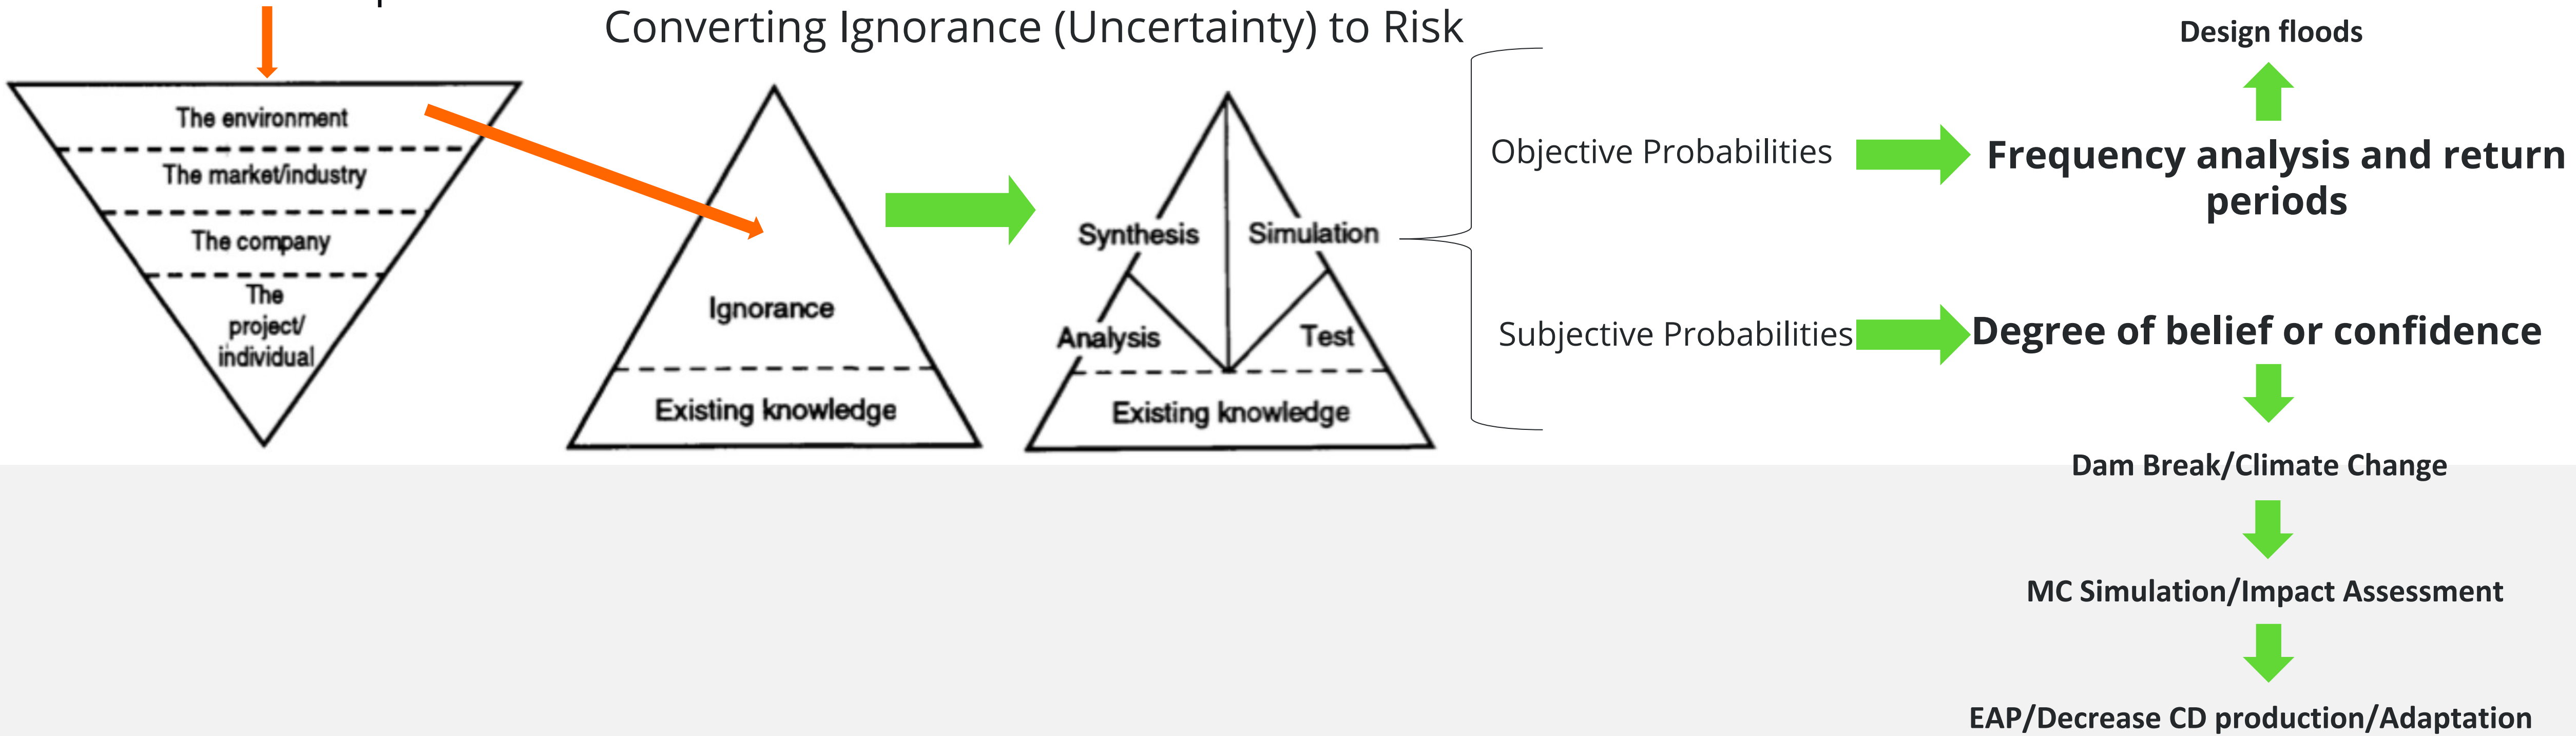 Converting Ignorance (Uncertainty) to Risk
The environment
The market/industry
The company
The
project/
individual
Ignorance
Existing knowledge
Synthesis
Simulation
Analysis
Test
Existing knowledge
Objective Probabilities
Subjective Probabilities
Design floods
Frequency analysis and return
periods
Degree of belief or confidence
Dam Break/Climate Change
MC Simulation/Impact Assessment
EAP/Decrease CD production/Adaptation